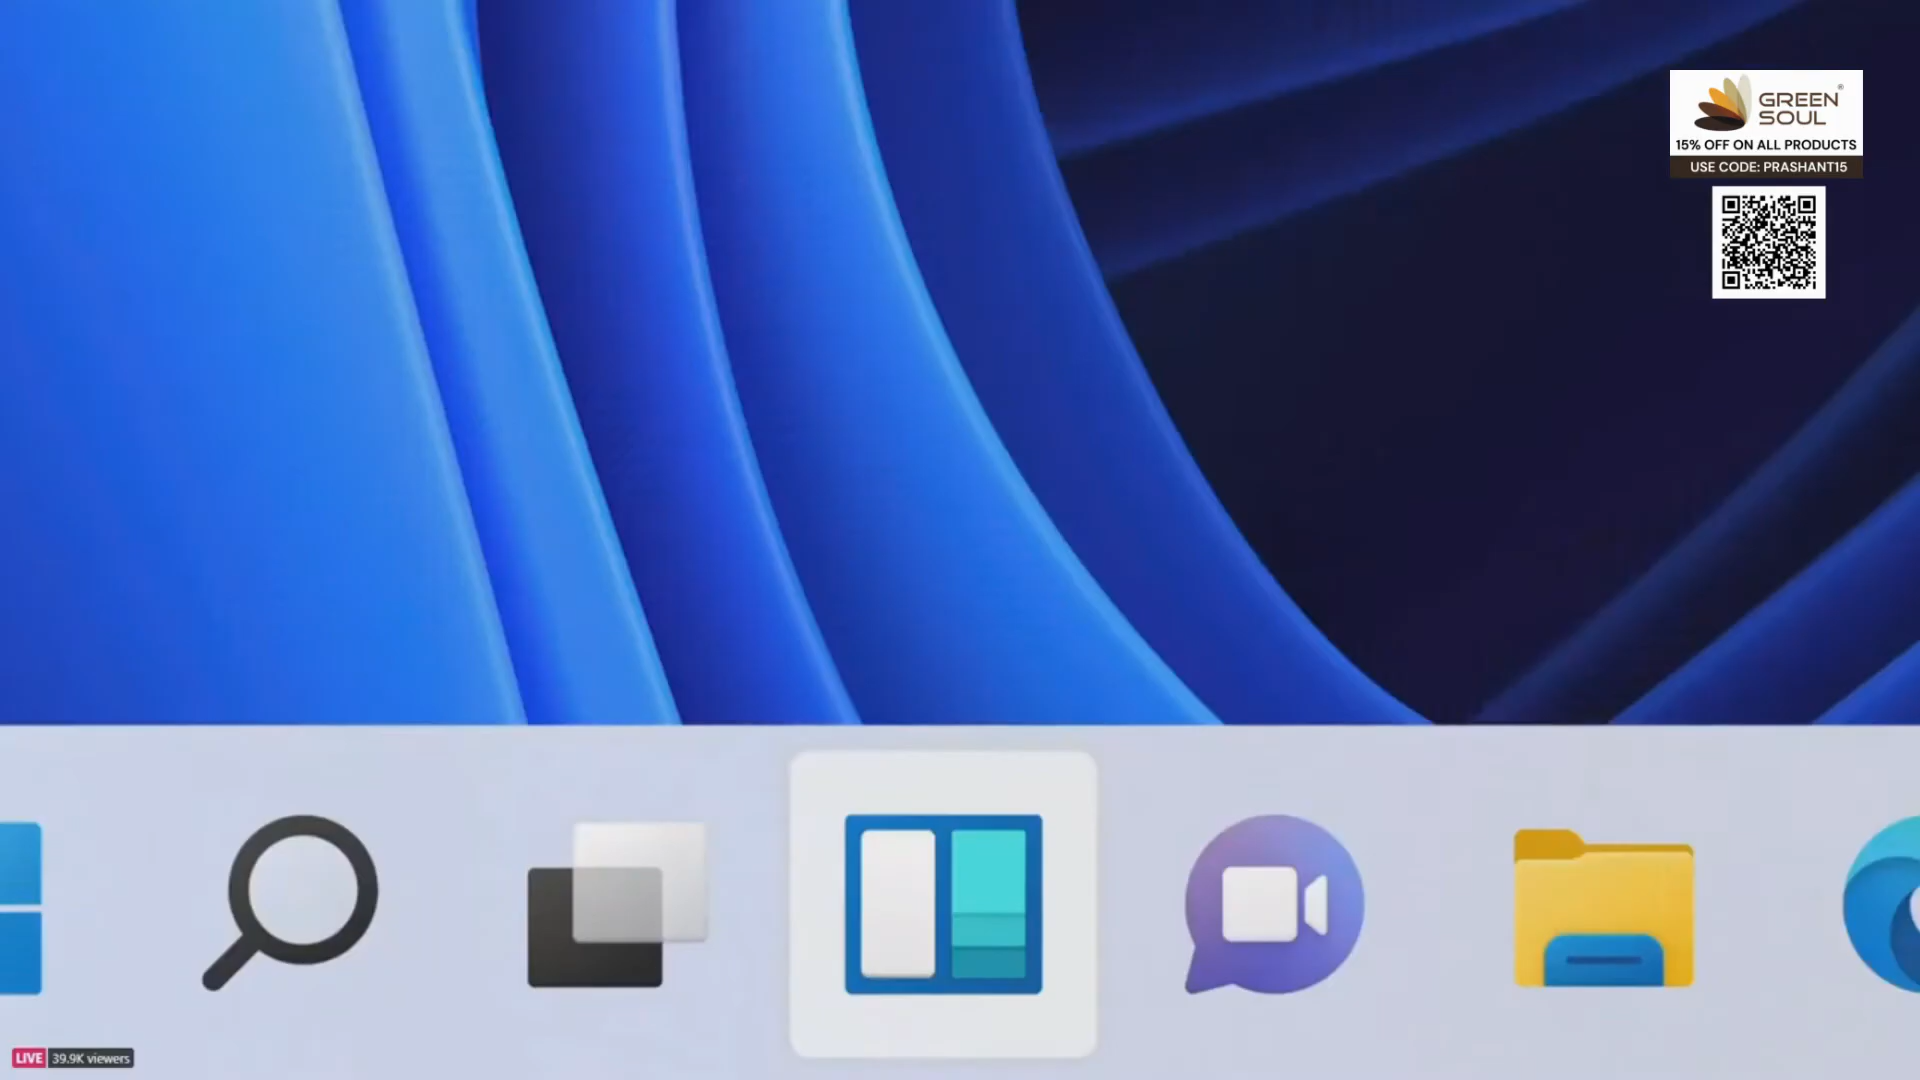 GREEN
SOUL
15% OFF ON ALL PRODUCTS
USE CODE: PRASHANT15
LIVE 39.9K viewers